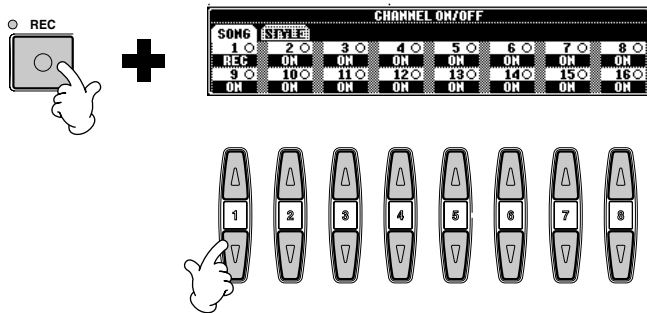 REC
CHANNEL ON/OFF
SONG STYLE
1 2 3 4 5 6 7 8
REC ON ON ON ON ON ON ON
9 10 11 12 13 14 15 16
ON ON ON ON ON ON ON ON
1 2 3 4 5 6 7 8